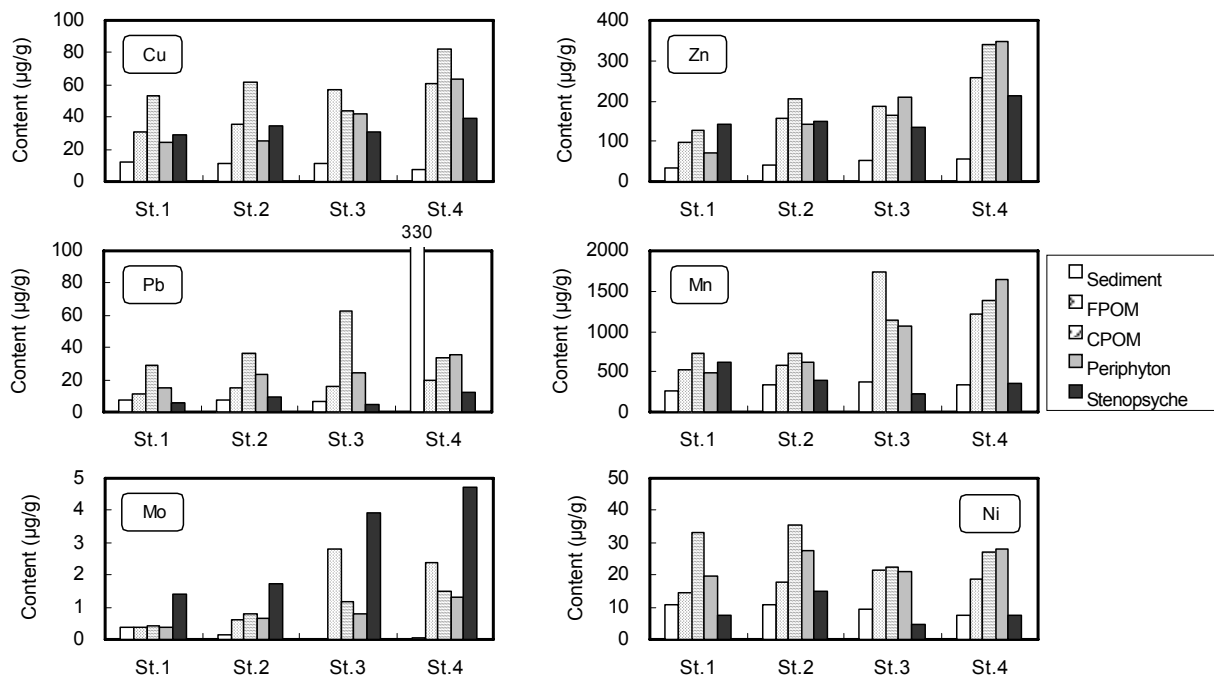 Content (µg/g)
100
80
60
40
20
0
Cu
St.1 St.2 St.3 St.4
Content (µg/g)
400
300
200
100
0
Zn
St.1 St.2 St.3 St.4
Content (µg/g)
100
80
60
40
20
0
Pb
330
St.1 St.2 St.3 St.4
Content (µg/g)
2000
1500
1000
500
0
Mn
St.1 St.2 St.3 St.4
Sediment
FPOM
CPOM
Periphyton
Stenopsyche
Content (µg/g)
5
4
3
2
1
0
Mo
St.1 St.2 St.3 St.4
Content (µg/g)
50
40
30
20
10
0
Ni
St.1 St.2 St.3 St.4